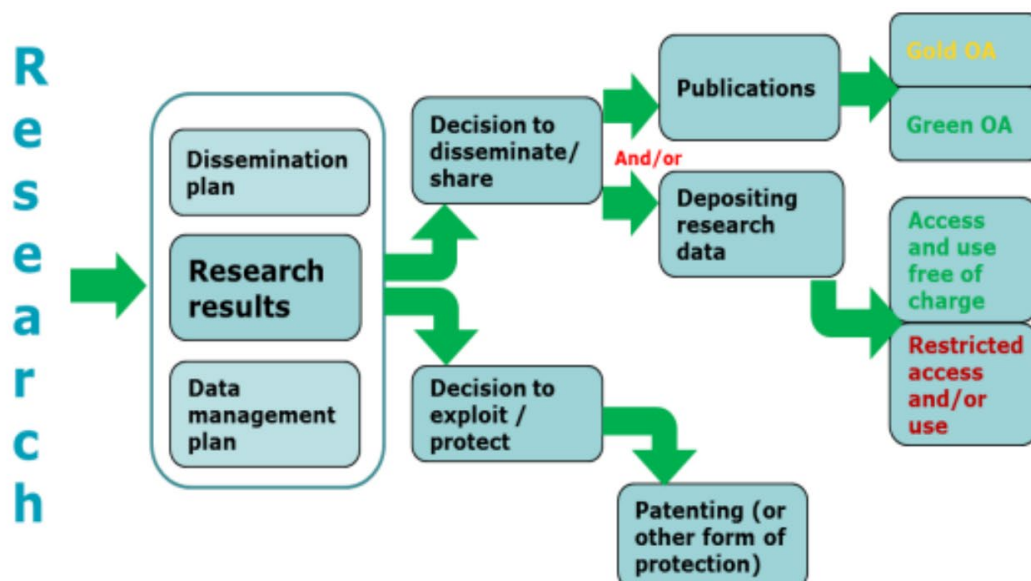 Research
Dissemination
plan
Research
results
Data
management
plan
Decision to
disseminate/
share
And/or
Decision to
exploit /
protect
Publications
Depositing
research
data
Patenting (or
other form of
protection)
Gold OA
Green OA
Access
and use
free of
charge
Restricted
access
and/or
use